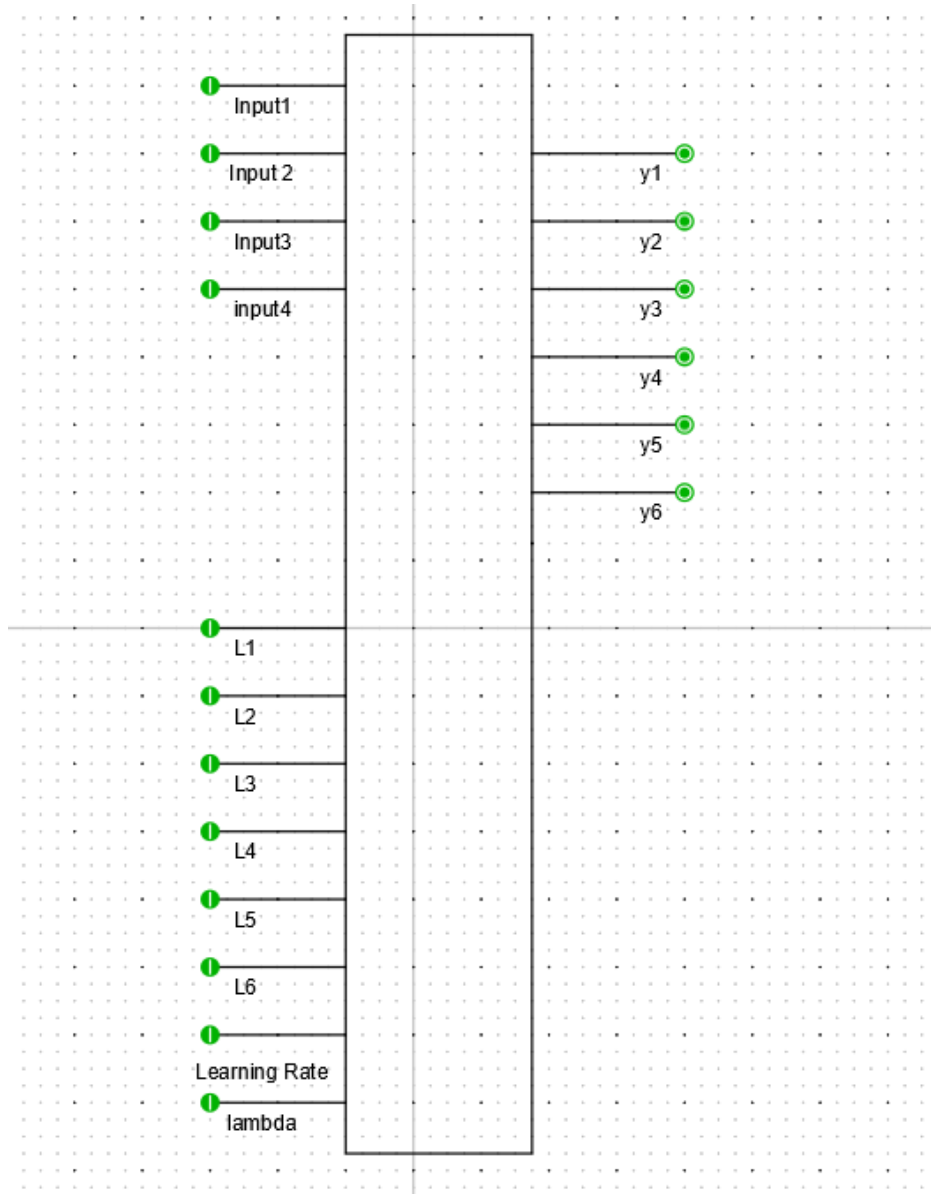 Input1
Input 2
y1
Input3
y2
input4
y3
y4
y5
y6
L1
L2
L3
L4
L5
L6
Learning Rate
lambda